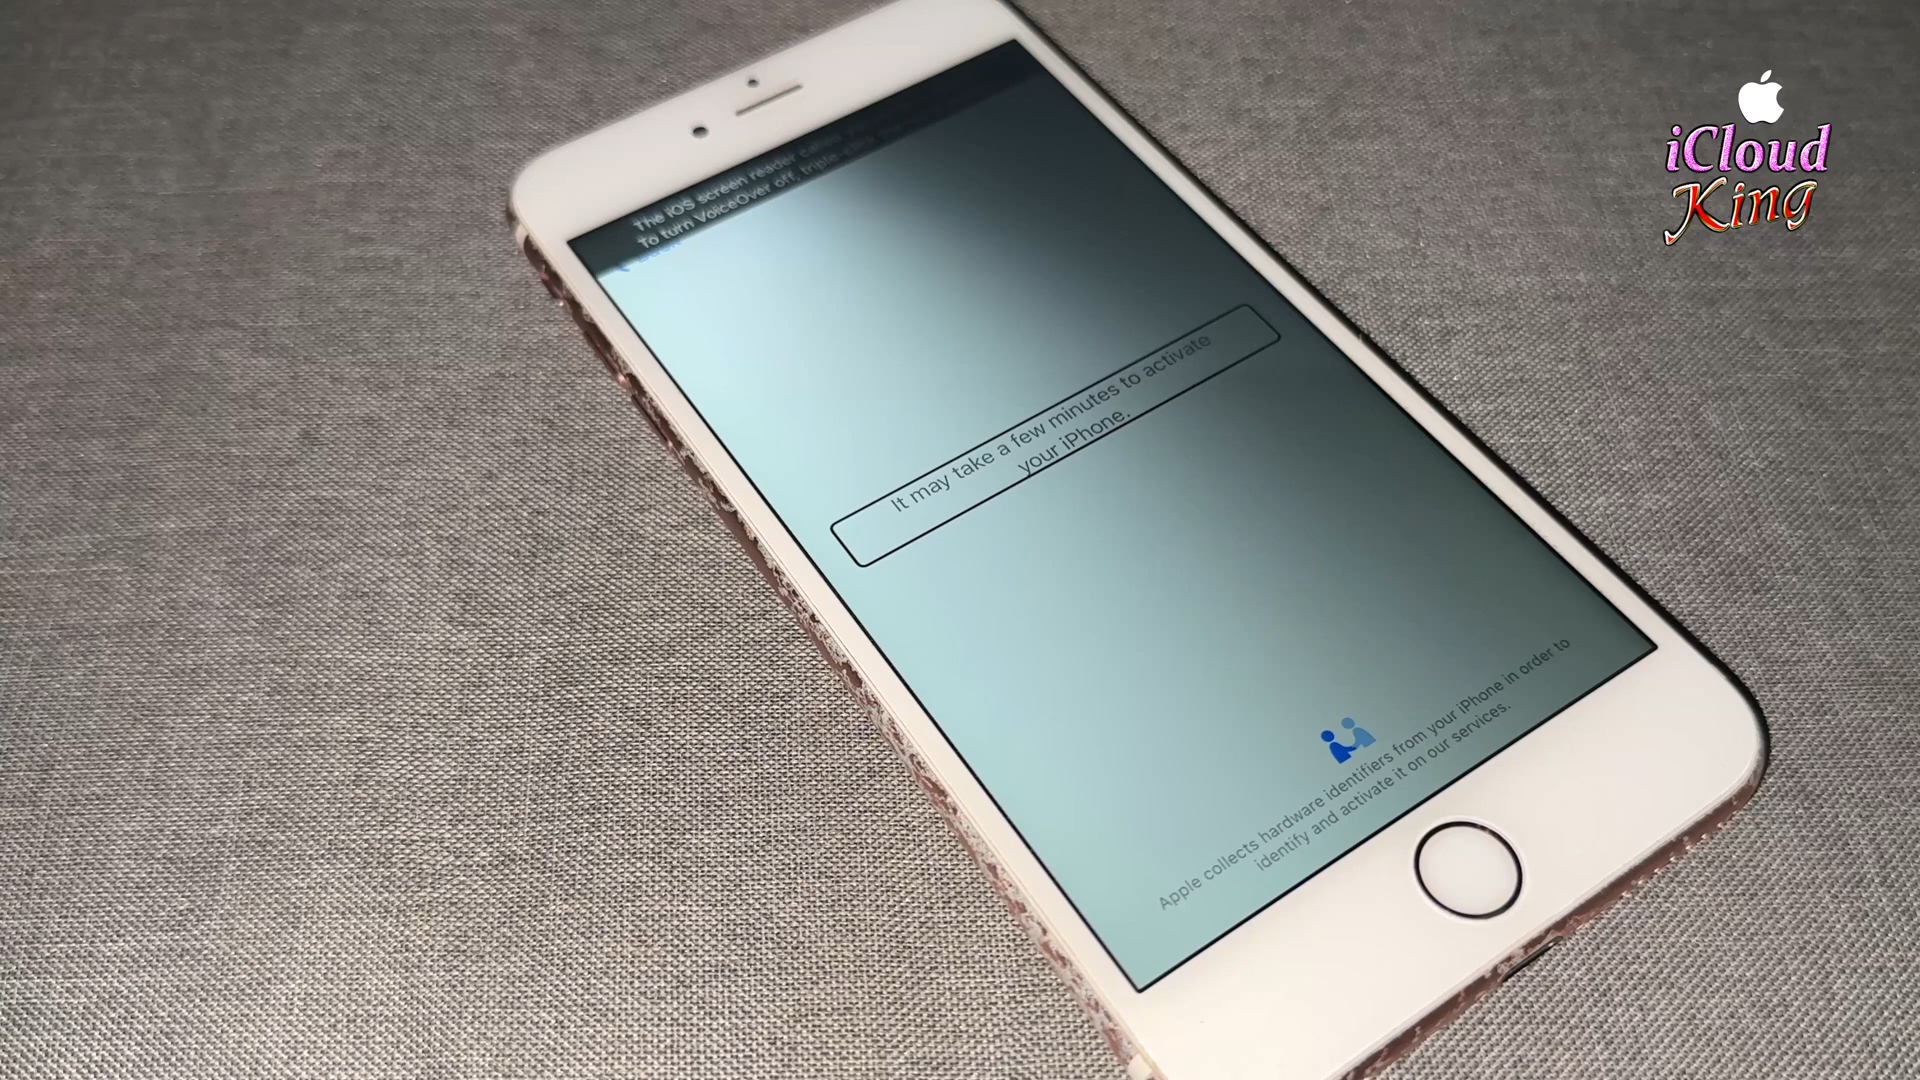 iCloud
King
The iOS screen reader
To turn VoiceOver off, triple-click
Back
It may take a few minutes to activate
your iPhone.
Apple collects hardware identifiers from your iPhone in order to
identify and activate it on our services.